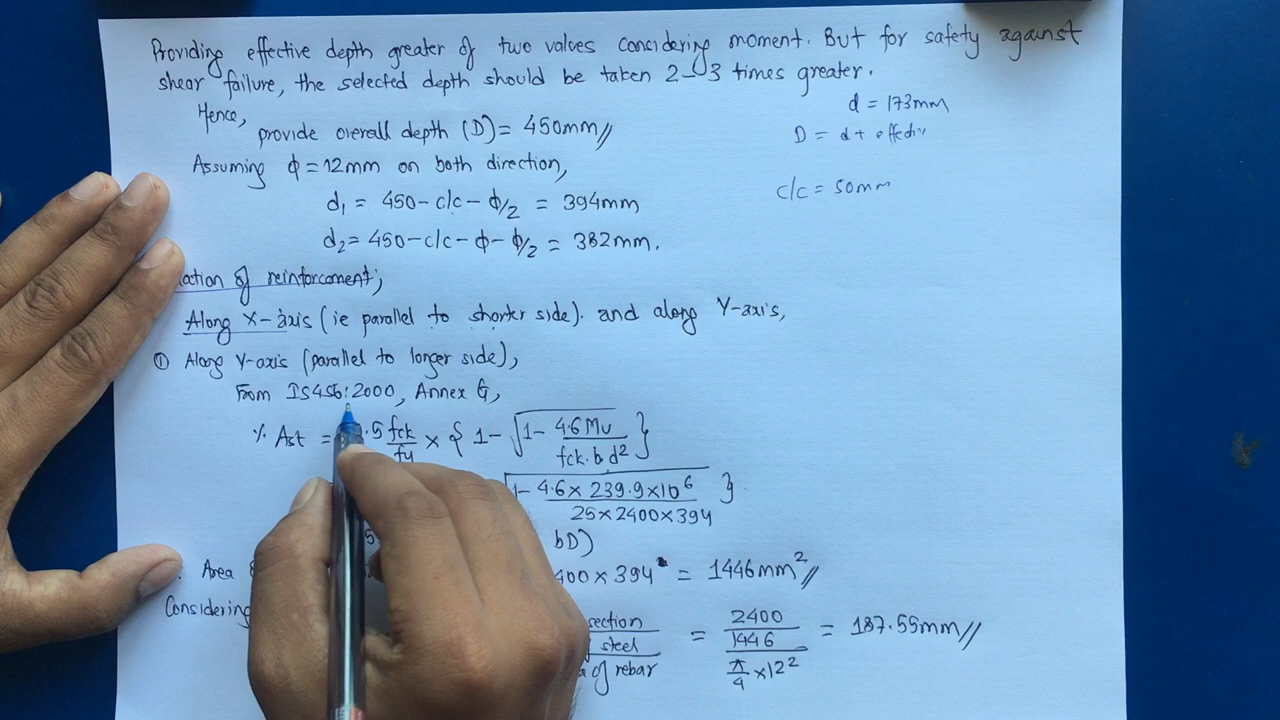 Providing effective depth greater of two values considering moment. But for safety against
shear failure, the selected depth should be taken 2-3 times greater.
Hence,
provide overall depth (D) = 450mm//
d = 173mm
D = d + effectiv
Assuming ϕ = 12mm on both direction,
c/c = 50mm
d₁ = 450 - c/c - ϕ/2 = 394mm
d₂ = 450 - c/c - ϕ - ϕ/2 = 382mm.
ation of reinforcement;
Along X-axis (ie parallel to shorter side). and along Y-axis,
① Along Y-axis (parallel to longer side),
From IS456:2000, Annex G,
% Ast = .5 fck/fy × { 1 - √(1 - 4.6Mu/fck.bd²) }
1 - 4.6 × 239.9 × 10⁶ / 25 × 2400 × 394 }
bD)
Area
400 × 394 = 1446mm²//
Considering
section / steel / of rebar = 2400 / (1446 / (π/4 × 12²)) = 187.55mm//